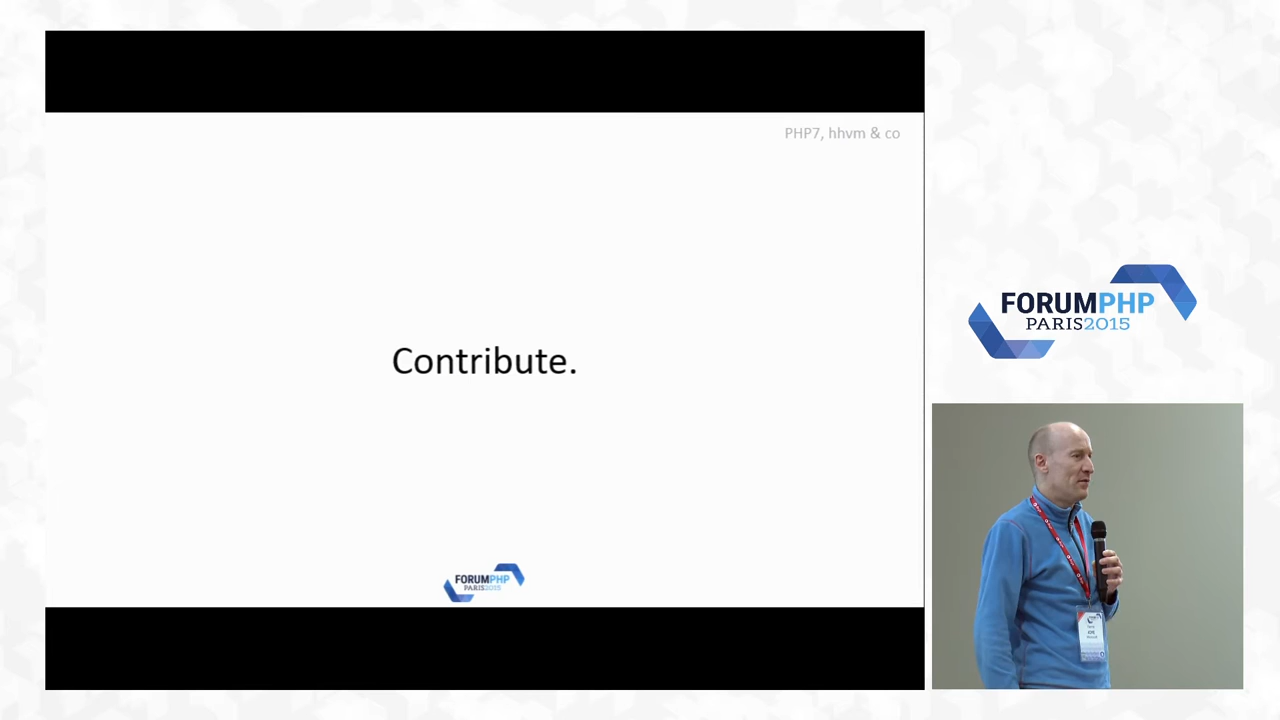 PHP7, hhvm & co
Contribute.
FORUMPHP
PARIS2015
FORUMPHP
PARIS2015